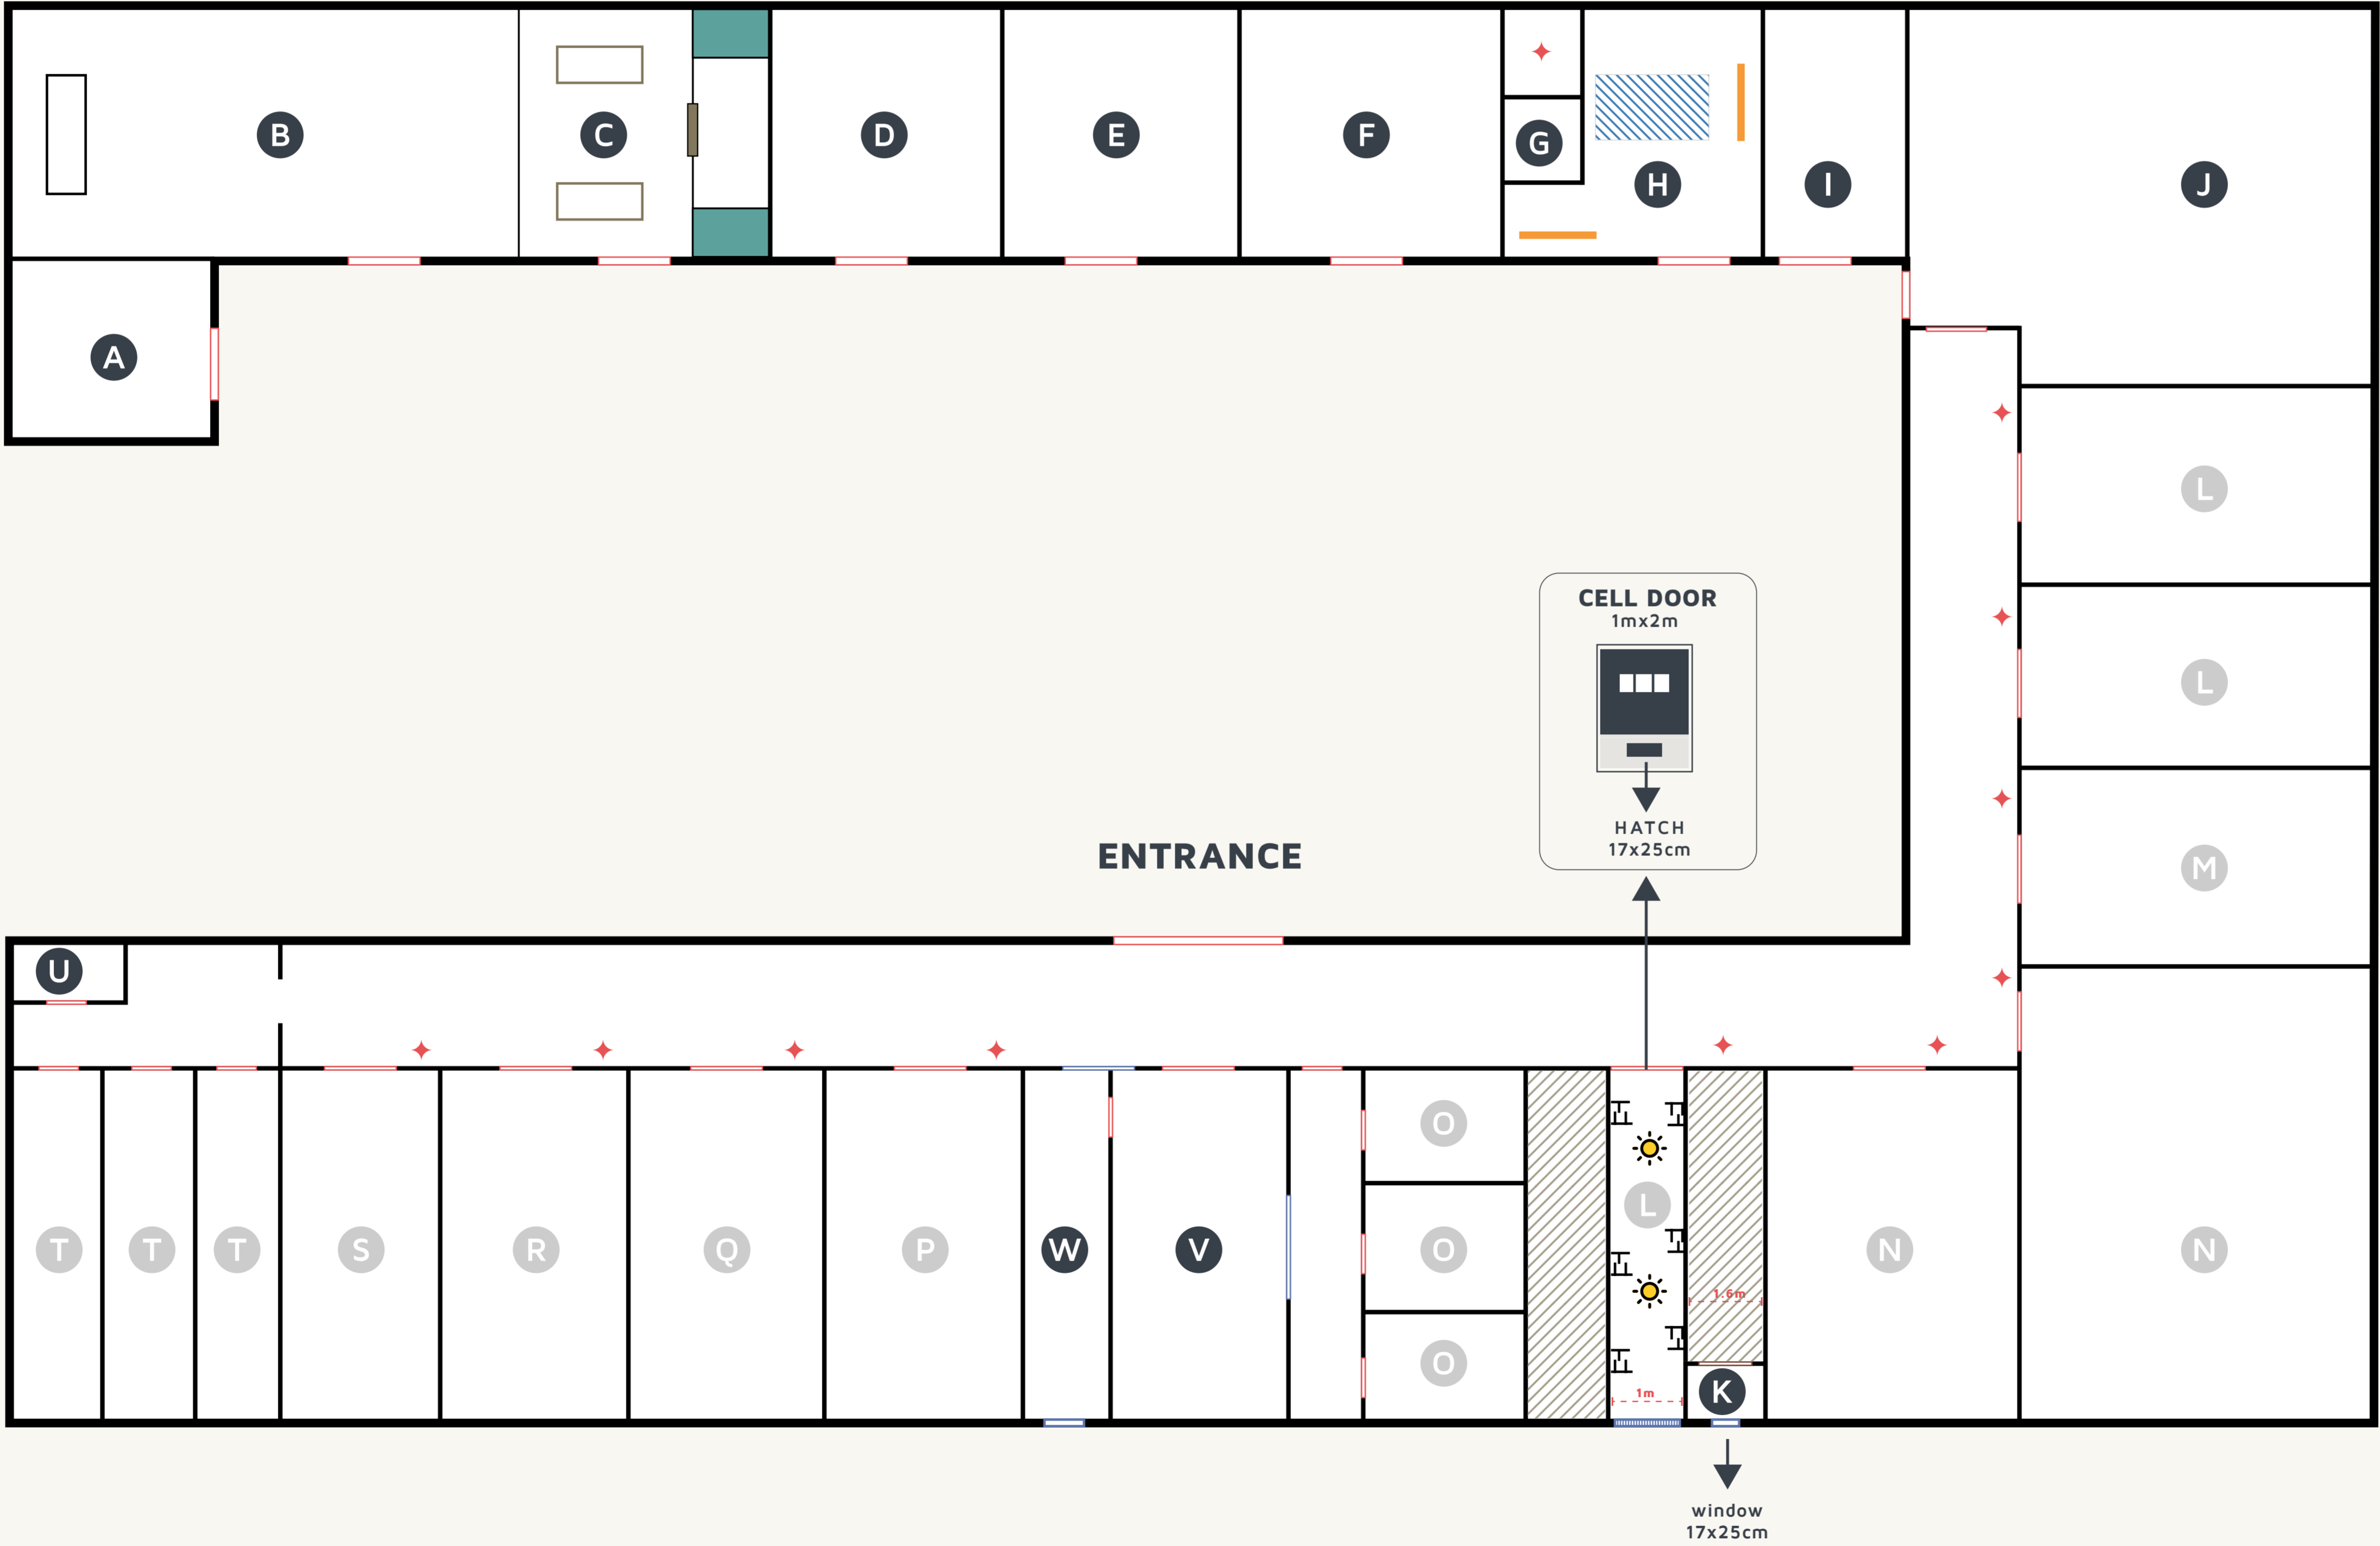 B
C
D
E
F
G
H
I
J
A
L
L
M
CELL DOOR
1mx2m
HATCH
17x25cm
ENTRANCE
U
T
T
T
S
R
Q
P
W
V
O
O
O
L
1m
1.6m
K
N
N
window
17x25cm